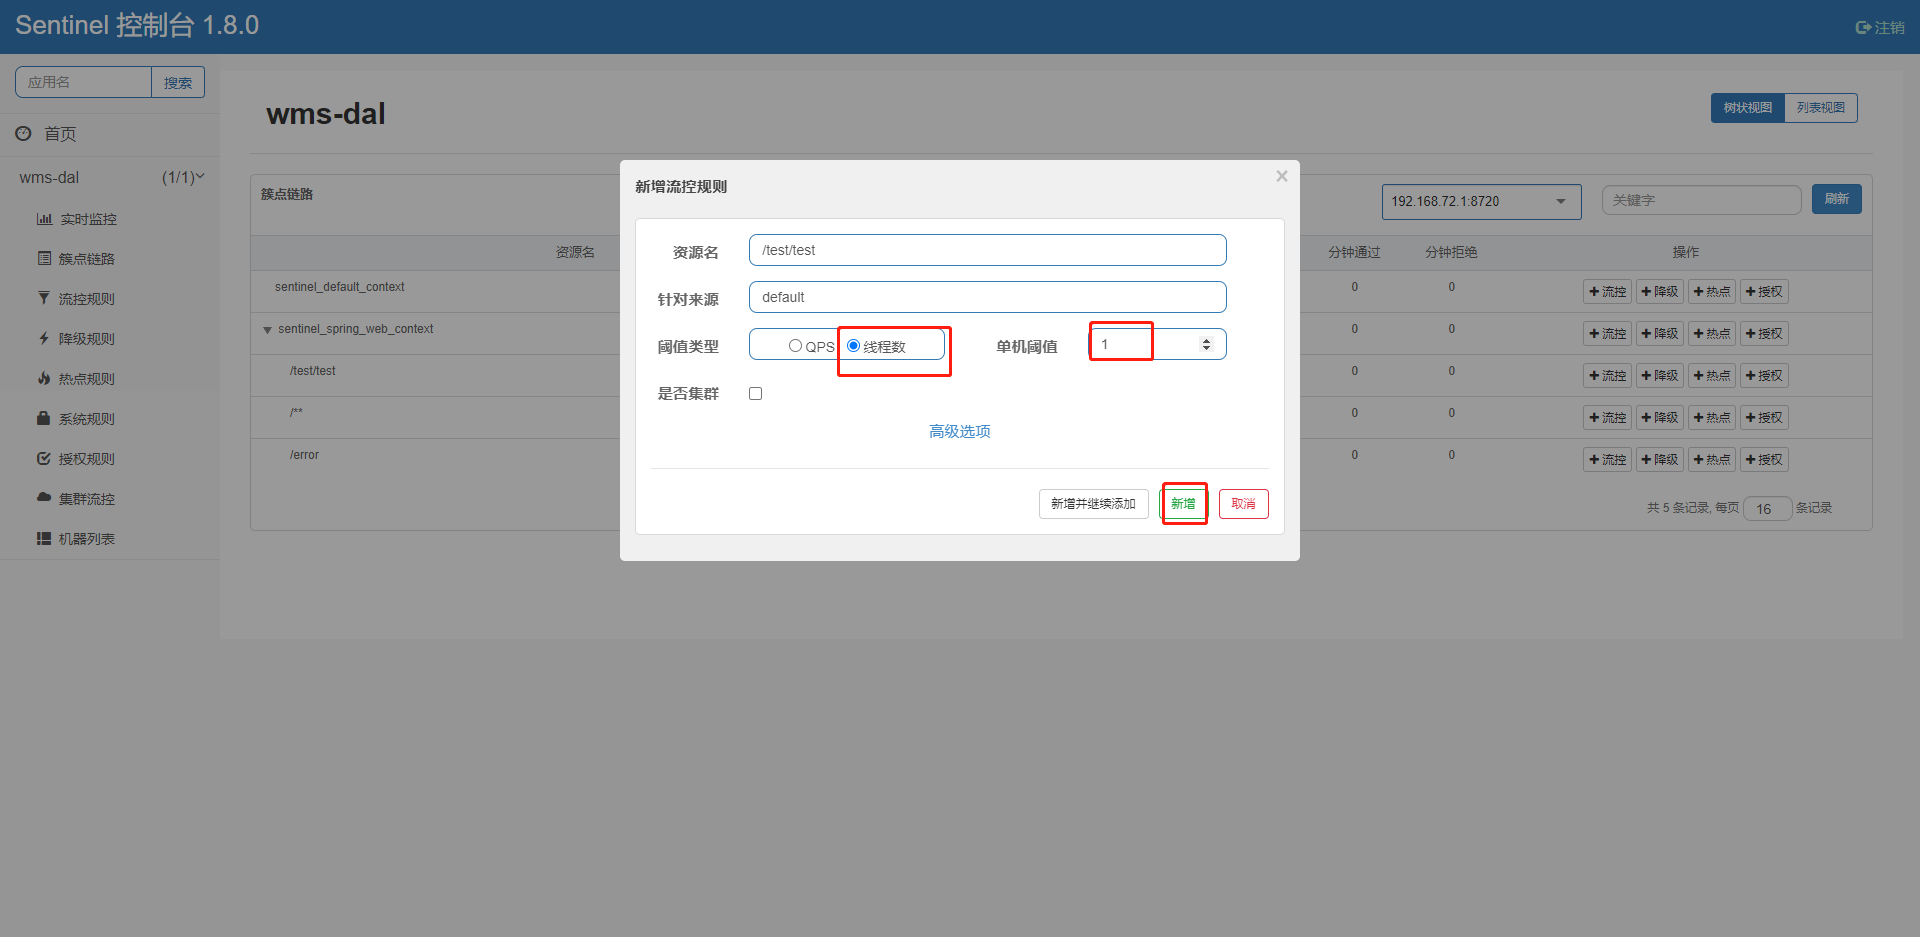 Sentinel 控制台 1.8.0
注销
应用名
搜索
首页
wms-dal (1/1)
实时监控
簇点链路
流控规则
降级规则
热点规则
系统规则
授权规则
集群流控
机器列表
wms-dal
树状视图 列表视图
簇点链路
192.168.72.1:8720
关键字
刷新
资源名 分钟通过 分钟拒绝 操作
sentinel_default_context 0 0 流控 降级 热点 授权
sentinel_spring_web_context 0 0 流控 降级 热点 授权
/test/test 0 0 流控 降级 热点 授权
/** 0 0 流控 降级 热点 授权
/error 0 0 流控 降级 热点 授权
共 5 条记录, 每页 16 条记录
新增流控规则
×
资源名 /test/test
针对来源 default
阈值类型 QPS 线程数 单机阈值 1
是否集群
高级选项
新增并继续添加 新增 取消